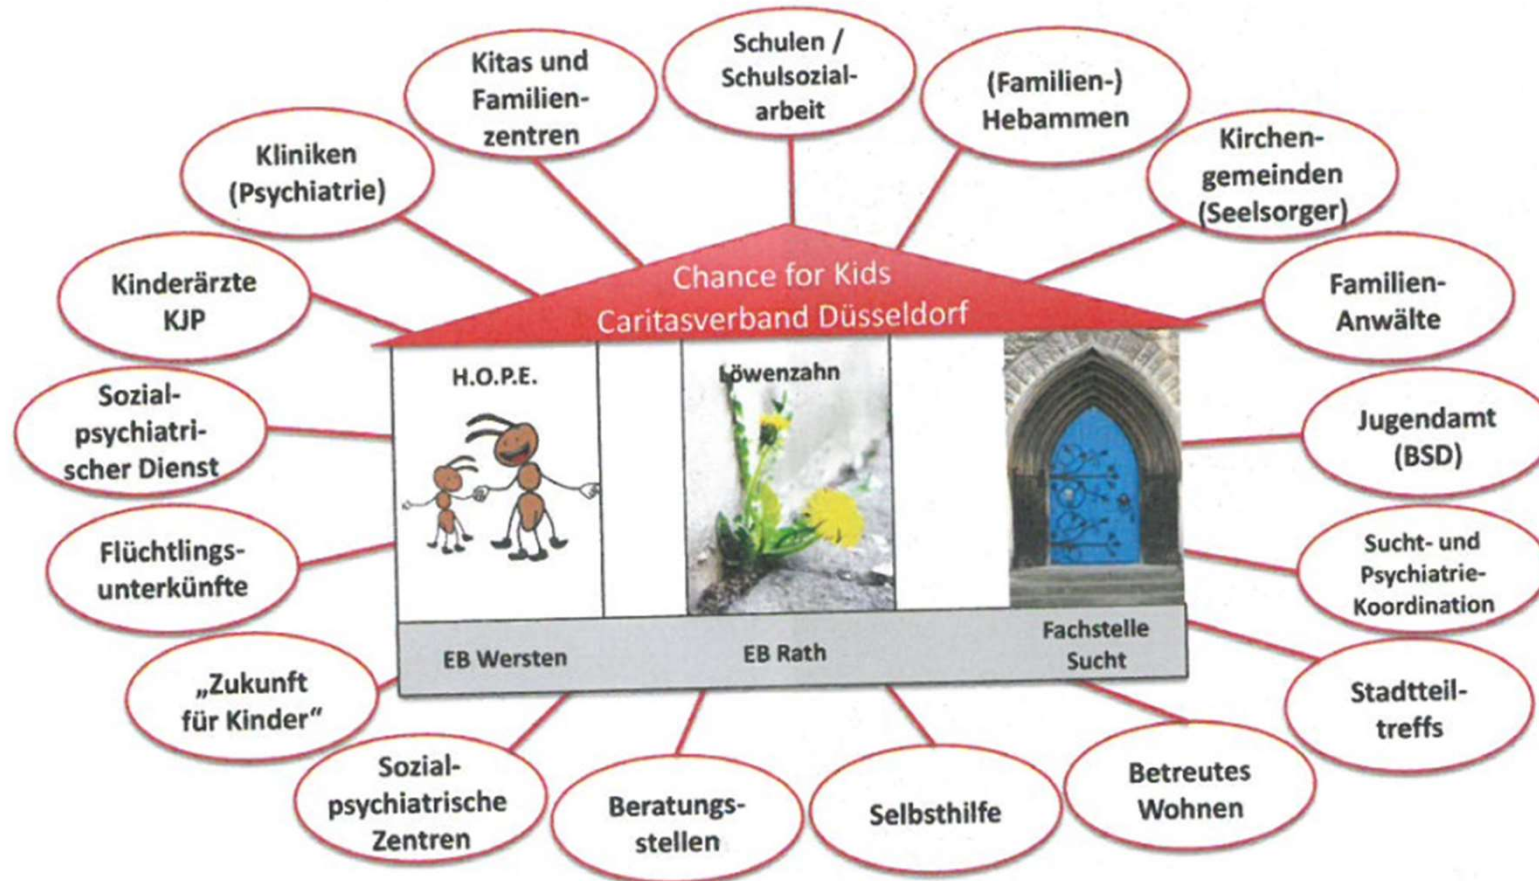 Schulen /
Schulsozial-
arbeit
Kitas und
Familien-
zentren
(Familien-)
Hebammen
Kliniken
(Psychiatrie)
Kirchen-
gemeinden
(Seelsorger)
Kinderärzte
KJP
Familien-
Anwälte
Chance for Kids
Caritasverband Düsseldorf
Sozial-
psychiatri-
scher Dienst
H.O.P.E.
Löwenzahn
Jugendamt
(BSD)
Flüchtlings-
unterkünfte
Sucht- und
Psychiatrie-
Koordination
EB Wersten
EB Rath
Fachstelle
Sucht
„Zukunft
für Kinder“
Stadtteil-
treffs
Sozial-
psychiatrische
Zentren
Beratungs-
stellen
Selbsthilfe
Betreutes
Wohnen